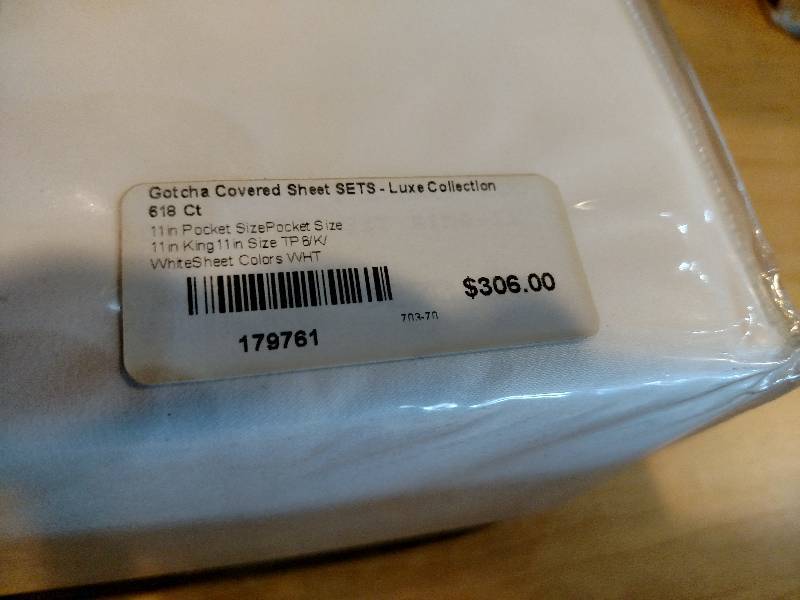 Gotcha Covered Sheet SETS - Luxe Collection
618 Ct
11in Pocket SizePocket Size
11in King11in Size TP6/K/
WhiteSheet Colors WHT
$306.00
703-70
179761